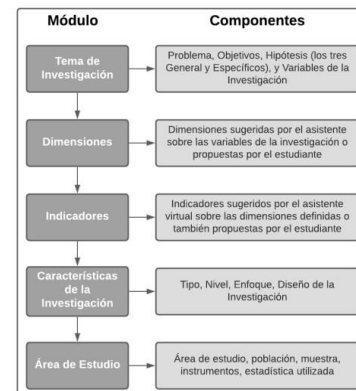 Módulo
Componentes
Tema de
Investigación
Problema, Objetivos, Hipótesis (los tres
General y Específicos), y Variables de la
Investigación
Dimensiones
Dimensiones sugeridas por el asistente
sobre las variables de la investigación o
propuestas por el estudiante
Indicadores
Indicadores sugeridos por el asistente
virtual sobre las dimensiones definidas o
también propuestas por el estudiante
Características
de la
Investigación
Tipo, Nivel, Enfoque, Diseño de la
Investigación
Área de Estudio
Área de estudio, población, muestra,
instrumentos, estadística utilizada